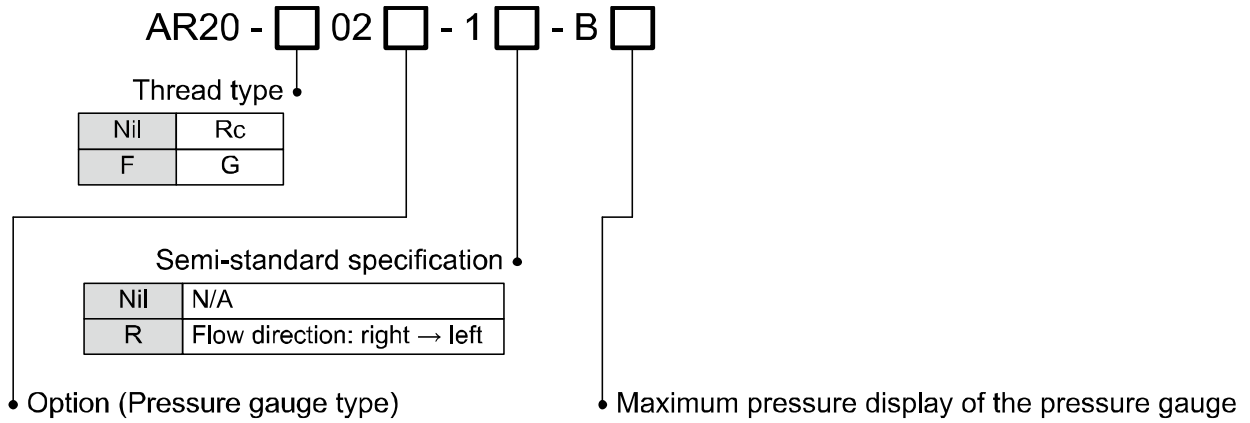 AR20 - □ 02 □ - 1 □ - B □
Thread type
Nil Rc
F G
Semi-standard specification
Nil N/A
R Flow direction: right → left
Option (Pressure gauge type)
Maximum pressure display of the pressure gauge